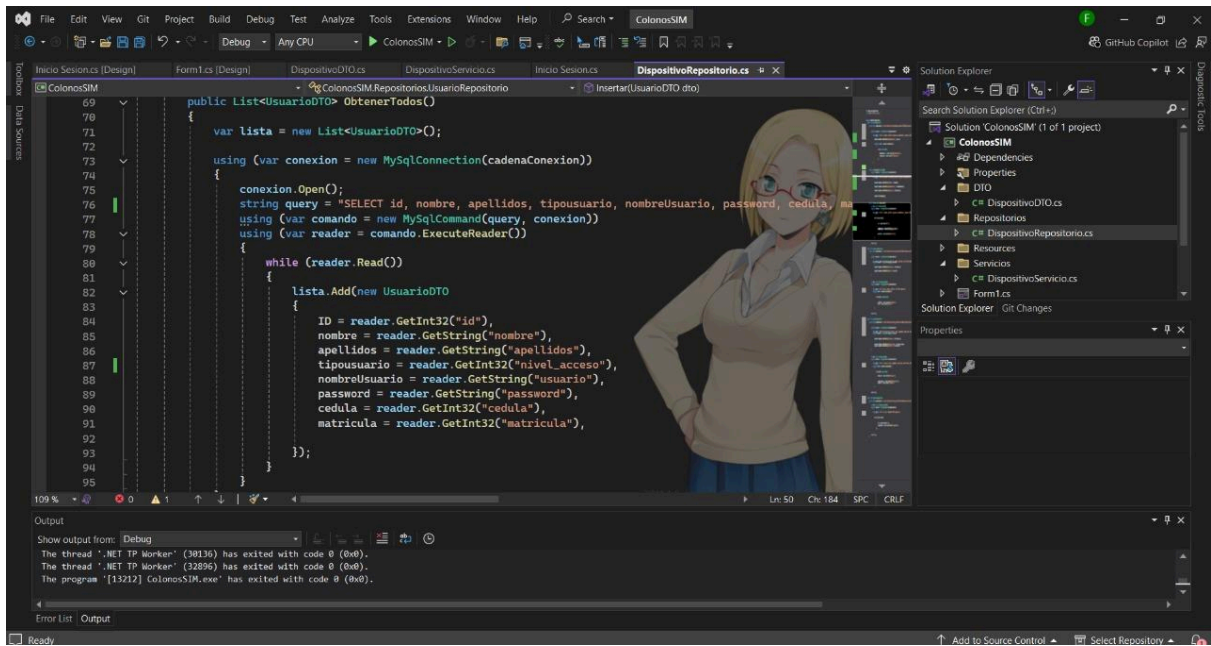 File Edit View Git Project Build Debug Test Analyze Tools Extensions Window Help Search ColonosSIM F
Debug Any CPU ColonosSIM GitHub Copilot
Toolbox
Data Sources
Inicio Sesion.cs [Design] Form1.cs [Design] DispositivoDTO.cs DispositivoServicio.cs Inicio Sesion.cs DispositivoRepositorio.cs
ColonosSIM ColonosSIM.Repositorios.UsuarioRepositorio Insertar(UsuarioDTO dto)
69 public List<UsuarioDTO> ObtenerTodos()
70 {
71 var lista = new List<UsuarioDTO>();
72
73 using (var conexion = new MySqlConnection(cadenaConexion))
74 {
75 conexion.Open();
76 string query = "SELECT id, nombre, apellidos, tipousuario, nombreUsuario, password, cedula, ma
77 using (var comando = new MySqlCommand(query, conexion))
78 using (var reader = comando.ExecuteReader())
79 {
80 while (reader.Read())
81 {
82 lista.Add(new UsuarioDTO
83 {
84 ID = reader.GetInt32("id"),
85 nombre = reader.GetString("nombre"),
86 apellidos = reader.GetString("apellidos"),
87 tipousuario = reader.GetInt32("nivel_acceso"),
88 nombreUsuario = reader.GetString("usuario"),
89 password = reader.GetString("password"),
90 cedula = reader.GetInt32("cedula"),
91 matricula = reader.GetInt32("matricula"),
92
93 });
94 }
95 }
109 % 0 1 Ln: 50 Ch: 184 SPC CRLF
Output
Show output from: Debug
The thread '.NET TP Worker' (30136) has exited with code 0 (0x0).
The thread '.NET TP Worker' (32896) has exited with code 0 (0x0).
The program '[13212] ColonosSIM.exe' has exited with code 0 (0x0).
Error List Output
Ready Add to Source Control Select Repository
Solution Explorer
Search Solution Explorer (Ctrl+;)
Solution 'ColonosSIM' (1 of 1 project)
ColonosSIM
Dependencies
Properties
DTO
C# DispositivoDTO.cs
Repositorios
C# DispositivoRepositorio.cs
Resources
Servicios
C# DispositivoServicio.cs
Form1.cs
Solution Explorer Git Changes
Properties
Diagnostic Tools